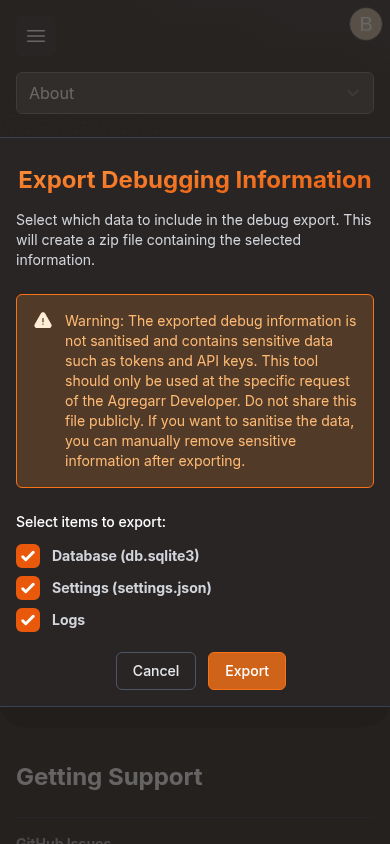 B
About
Export Debugging Information
Select which data to include in the debug export. This
will create a zip file containing the selected
information.
Warning: The exported debug information is
not sanitised and contains sensitive data
such as tokens and API keys. This tool
should only be used at the specific request
of the Agregarr Developer. Do not share this
file publicly. If you want to sanitise the data,
you can manually remove sensitive
information after exporting.
Select items to export:
Database (db.sqlite3)
Settings (settings.json)
Logs
Cancel
Export
Getting Support
GitHub Issues